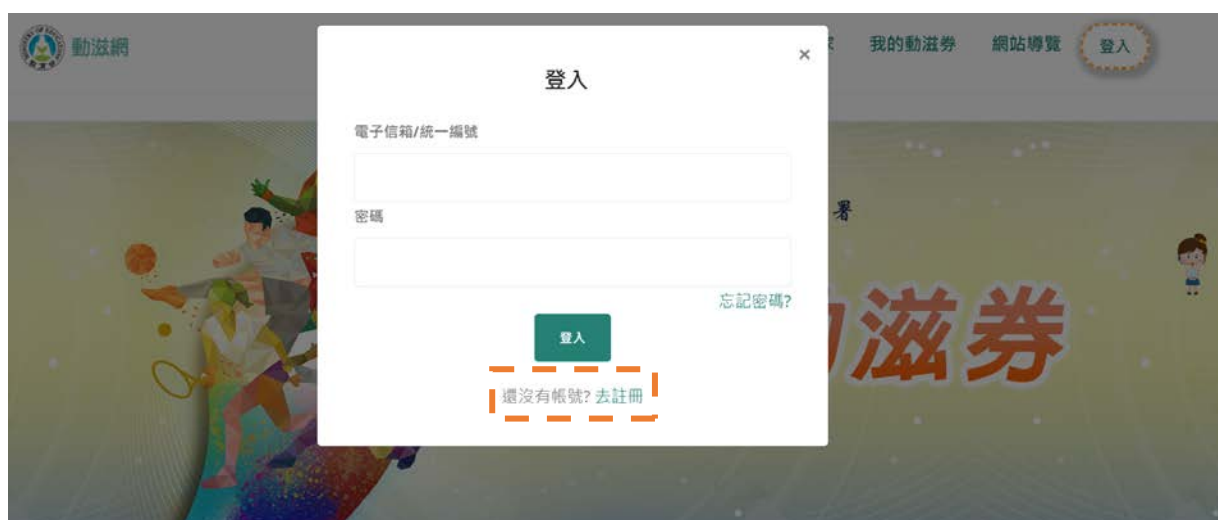 動滋網
我的動滋券
網站導覽
登入
×
登入
電子信箱/統一編號
密碼
忘記密碼?
登入
還沒有帳號? 去註冊
署
滋券